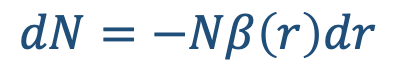 dN = −Nβ(r)dr